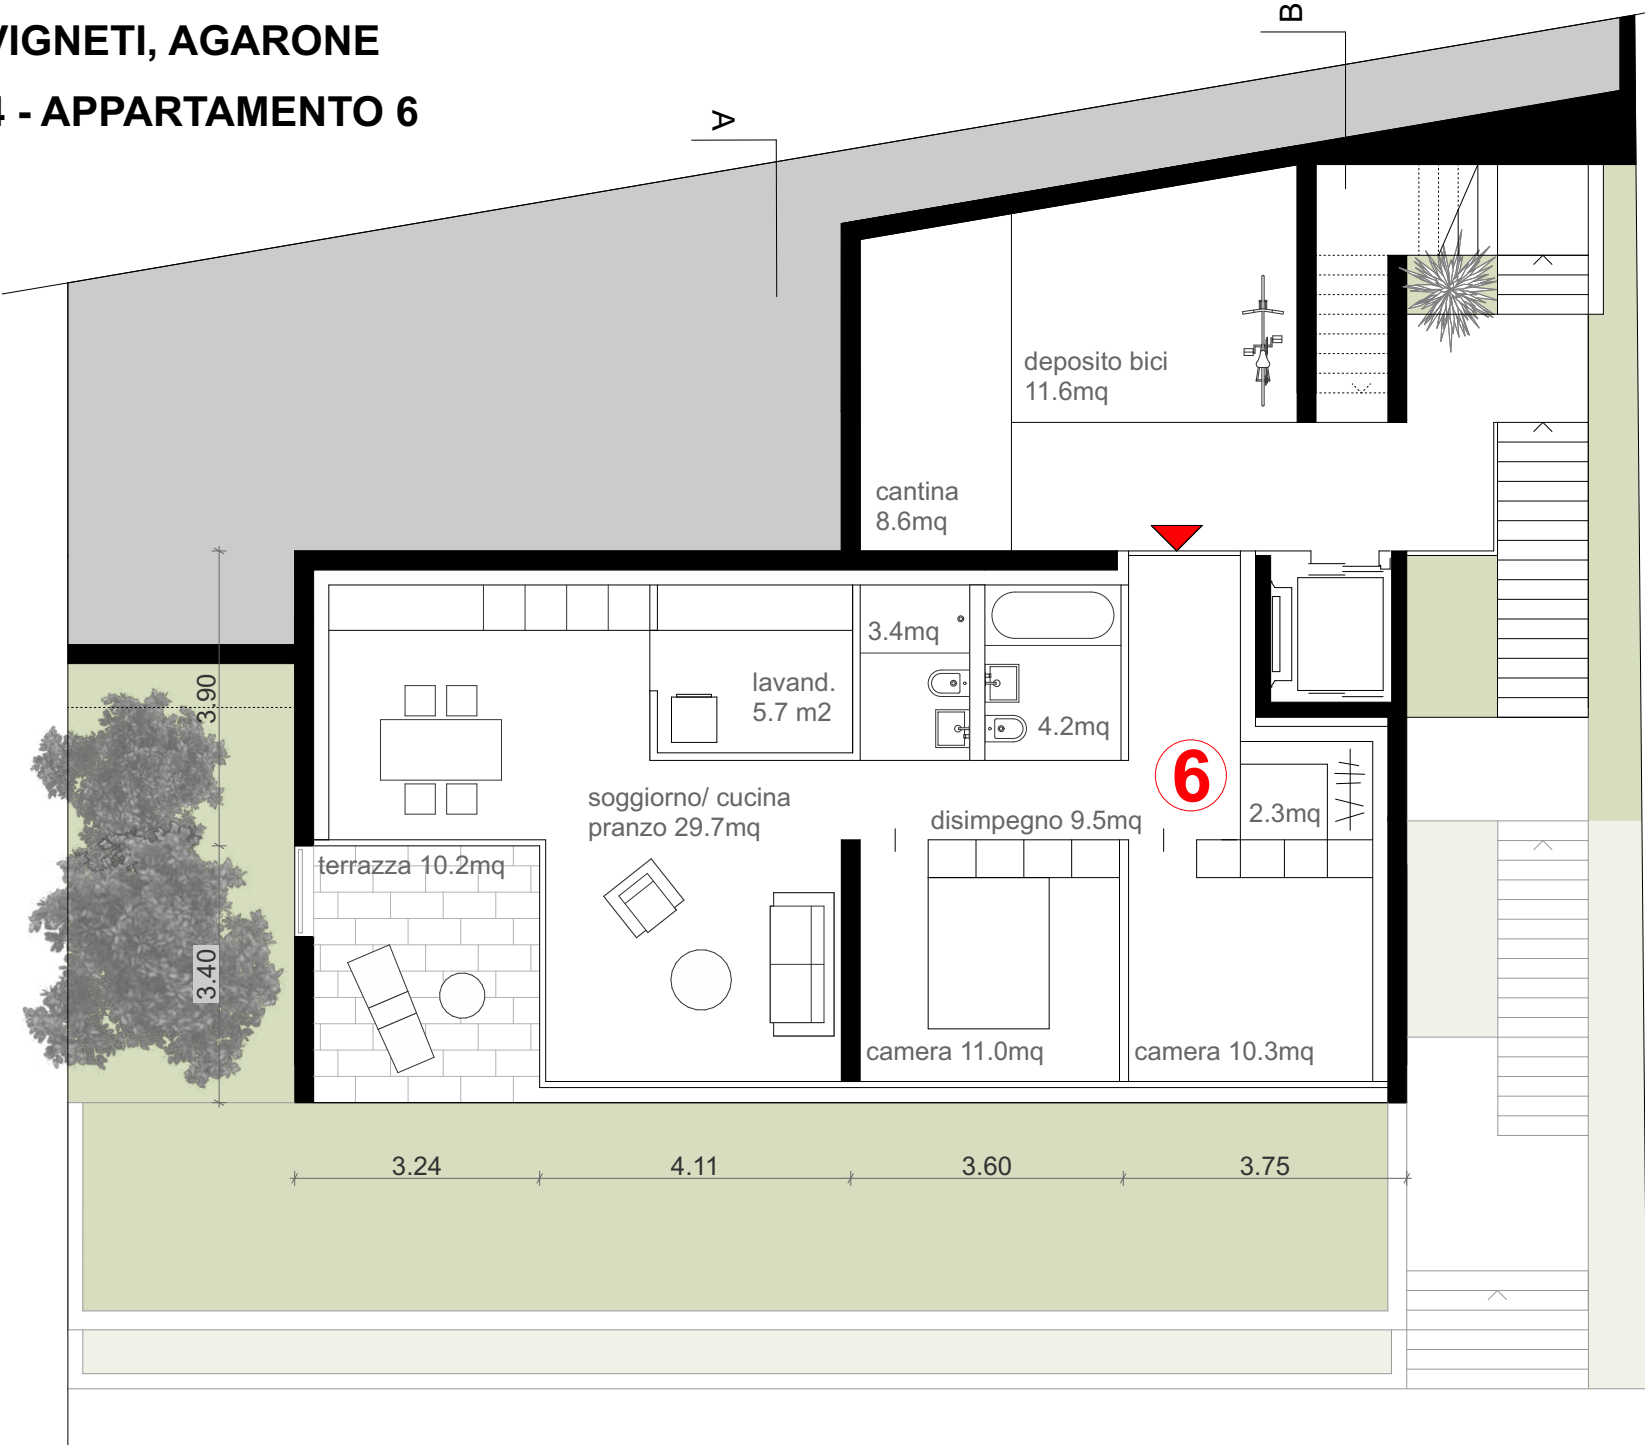 VIGNETI, AGARONE
4 - APPARTAMENTO 6
B
A
deposito bici
11.6mq
cantina
8.6mq
3.4mq
lavand.
5.7 m2
4.2mq
3.90
6
soggiorno/ cucina
pranzo 29.7mq
disimpegno 9.5mq
2.3mq
terrazza 10.2mq
3.40
camera 11.0mq
camera 10.3mq
3.24
4.11
3.60
3.75